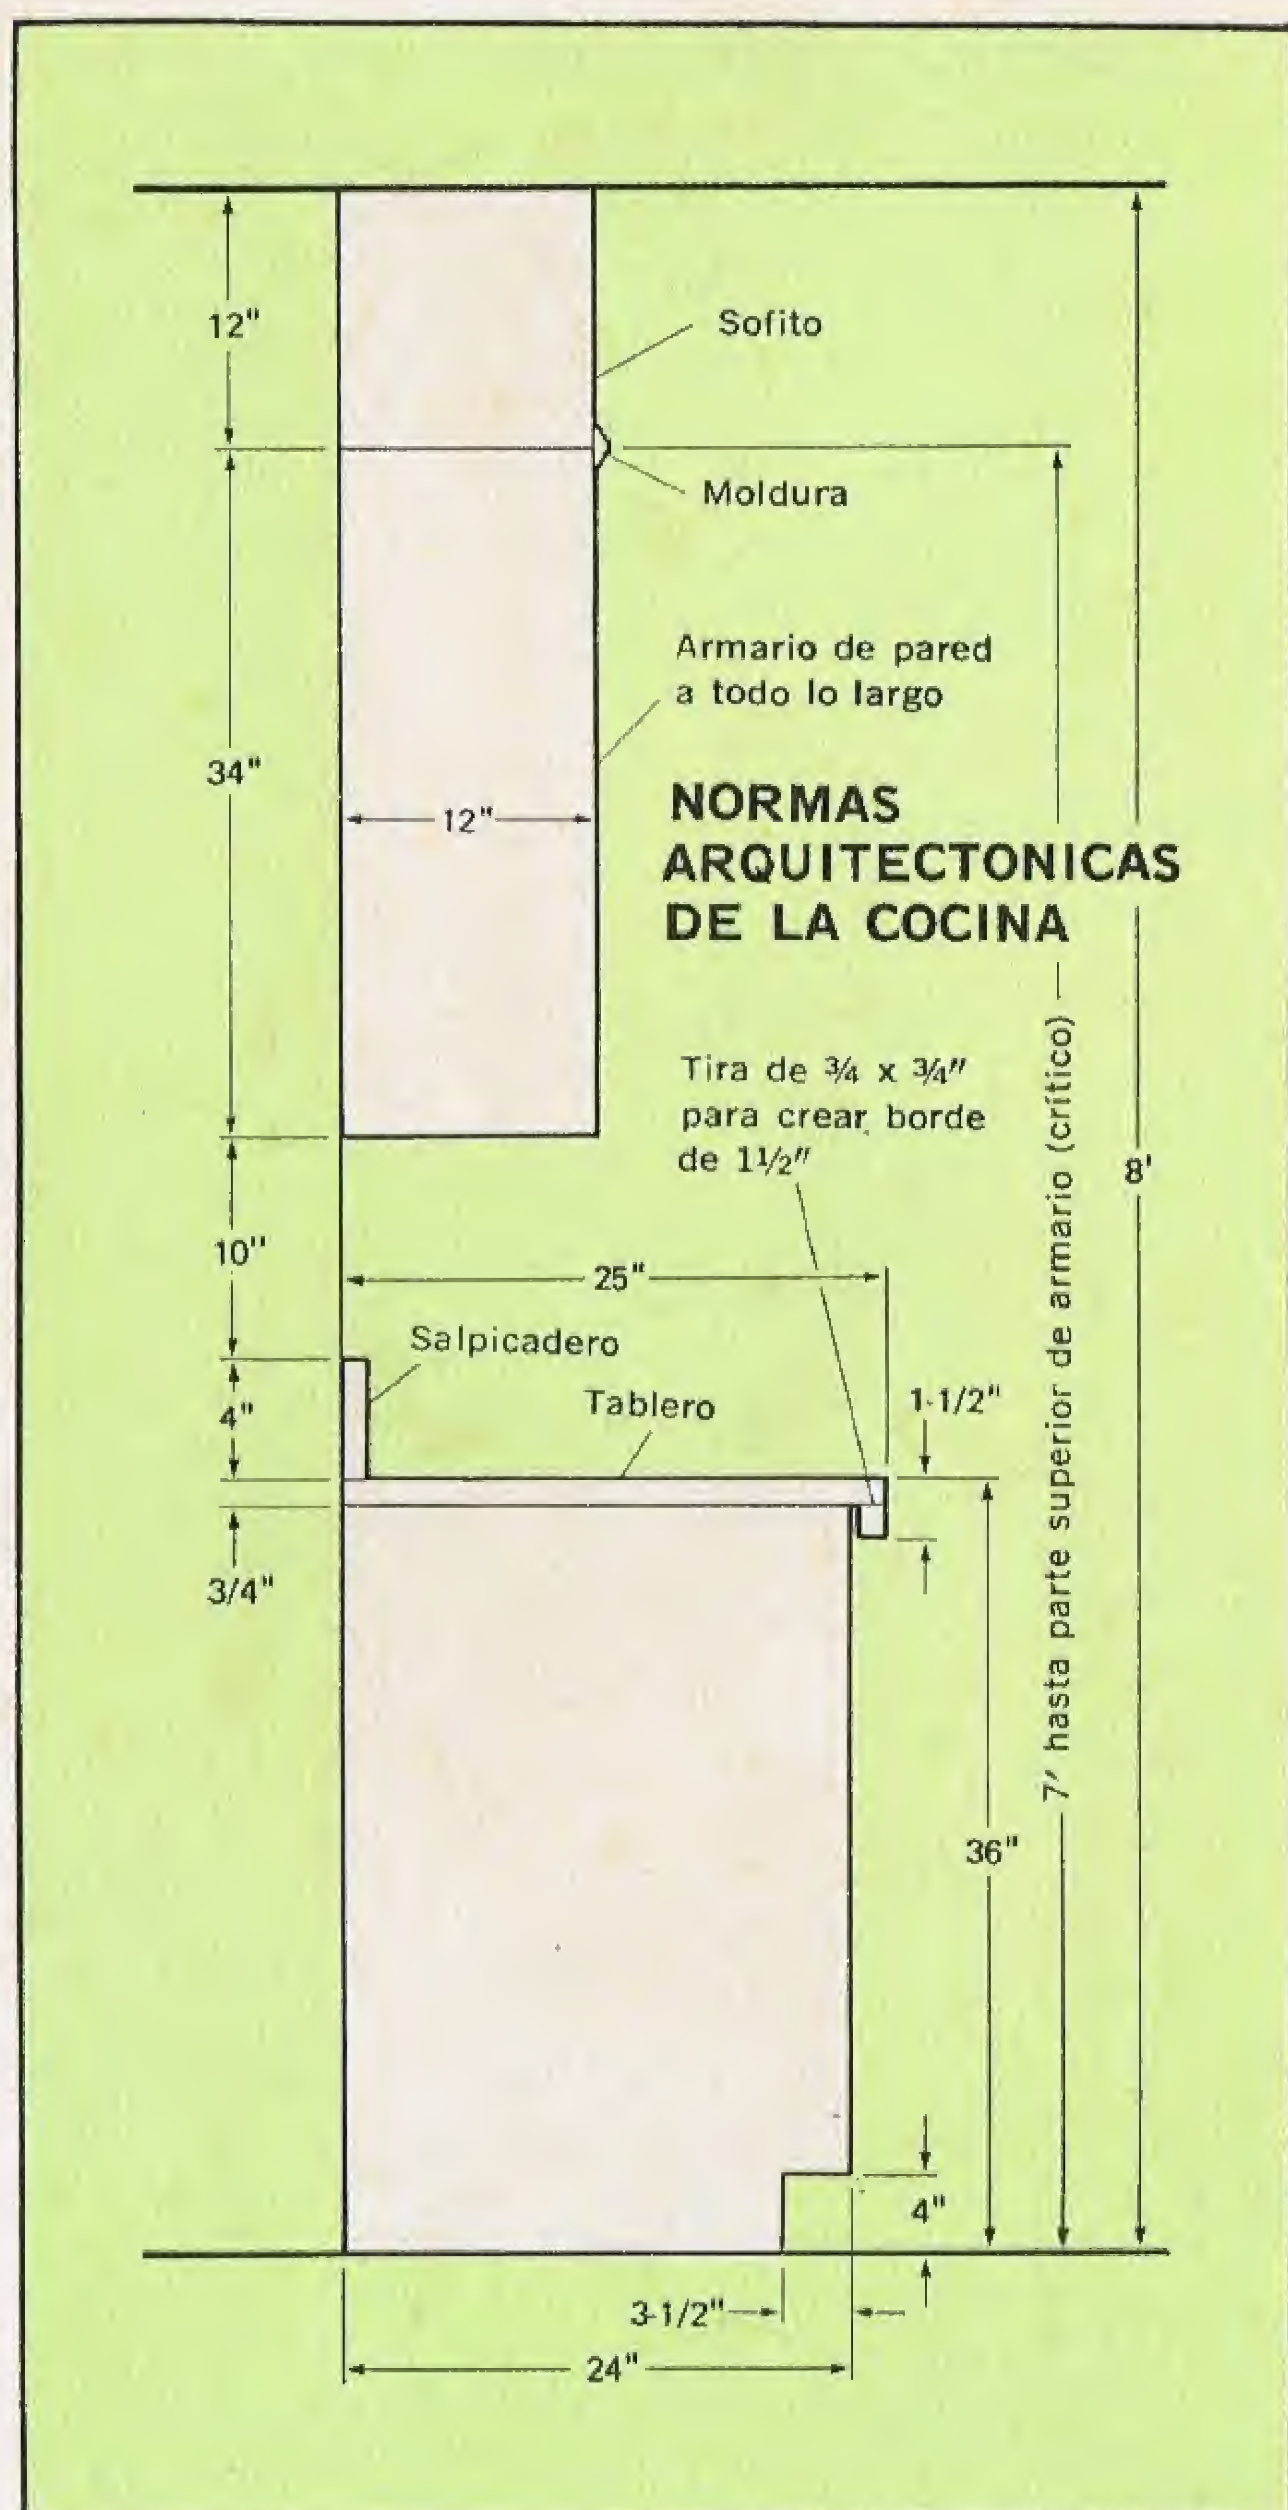 12"
Sofito
Moldura
Armario de pared
a todo lo largo
34"
12"
NORMAS
ARQUITECTONICAS
DE LA COCINA
Tira de ¾ x ¾"
para crear borde
de 1½"
7' hasta parte superior de armario (crítico)
8'
10"
25"
Salpicadero
4"
Tablero
1-1/2"
3/4"
36"
4"
3-1/2"
24"